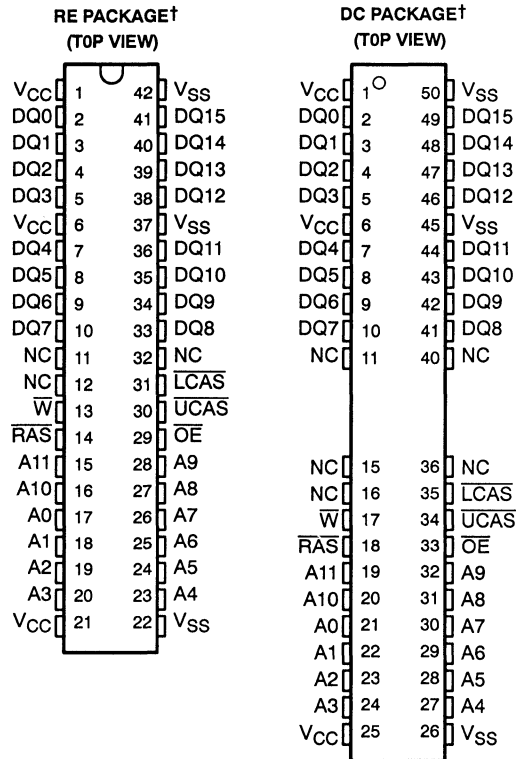 RE PACKAGE†
(TOP VIEW)
VCC 1 42 VSS
DQ0 2 41 DQ15
DQ1 3 40 DQ14
DQ2 4 39 DQ13
DQ3 5 38 DQ12
VCC 6 37 VSS
DQ4 7 36 DQ11
DQ5 8 35 DQ10
DQ6 9 34 DQ9
DQ7 10 33 DQ8
NC 11 32 NC
NC 12 31 L̅C̅A̅S̅
W̅ 13 30 U̅C̅A̅S̅
R̅A̅S̅ 14 29 O̅E̅
A11 15 28 A9
A10 16 27 A8
A0 17 26 A7
A1 18 25 A6
A2 19 24 A5
A3 20 23 A4
VCC 21 22 VSS
DC PACKAGE†
(TOP VIEW)
VCC 1 50 VSS
DQ0 2 49 DQ15
DQ1 3 48 DQ14
DQ2 4 47 DQ13
DQ3 5 46 DQ12
VCC 6 45 VSS
DQ4 7 44 DQ11
DQ5 8 43 DQ10
DQ6 9 42 DQ9
DQ7 10 41 DQ8
NC 11 40 NC
NC 15 36 NC
NC 16 35 L̅C̅A̅S̅
W̅ 17 34 U̅C̅A̅S̅
R̅A̅S̅ 18 33 O̅E̅
A11 19 32 A9
A10 20 31 A8
A0 21 30 A7
A1 22 29 A6
A2 23 28 A5
A3 24 27 A4
VCC 25 26 VSS